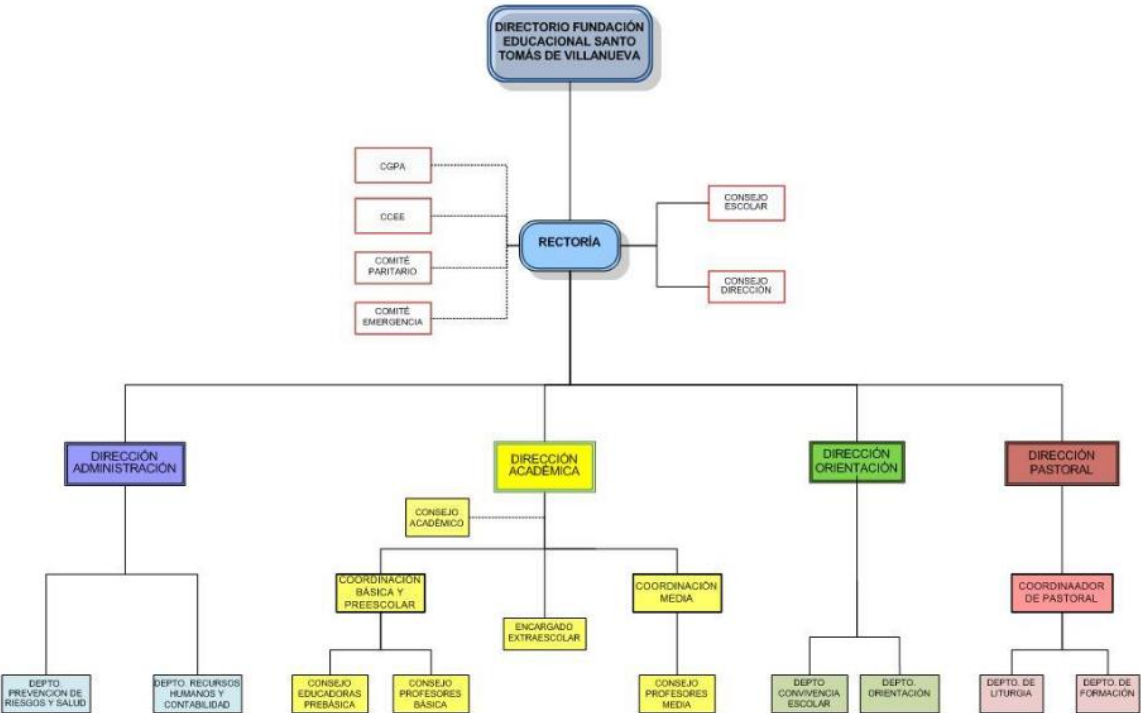 DIRECTORIO FUNDACIÓN
EDUCACIONAL SANTO
TOMÁS DE VILLANUEVA
CGPA
CCEE
COMITÉ
PARITARIO
COMITÉ
EMERGENCIA
RECTORÍA
CONSEJO
ESCOLAR
CONSEJO
DIRECCIÓN
DIRECCIÓN
ADMINISTRACIÓN
DIRECCIÓN
ACADÉMICA
DIRECCIÓN
ORIENTACIÓN
DIRECCIÓN
PASTORAL
CONSEJO
ACADÉMICO
COORDINACIÓN
BÁSICA Y
PREESCOLAR
ENCARGADO
EXTRAESCOLAR
COORDINACIÓN
MEDIA
COORDINAADOR
DE PASTORAL
DEPTO.
PREVENCION DE
RIESGOS Y SALUD
DEPTO. RECURSOS
HUMANOS Y
CONTABILIDAD
CONSEJO
EDUCADORAS
PREBÁSICA
CONSEJO
PROFESORES
BÁSICA
CONSEJO
PROFESORES
MEDIA
DEPTO
CONVIVENCIA
ESCOLAR
DEPTO.
ORIENTACIÓN
DEPTO. DE
LITURGIA
DEPTO. DE
FORMACIÓN